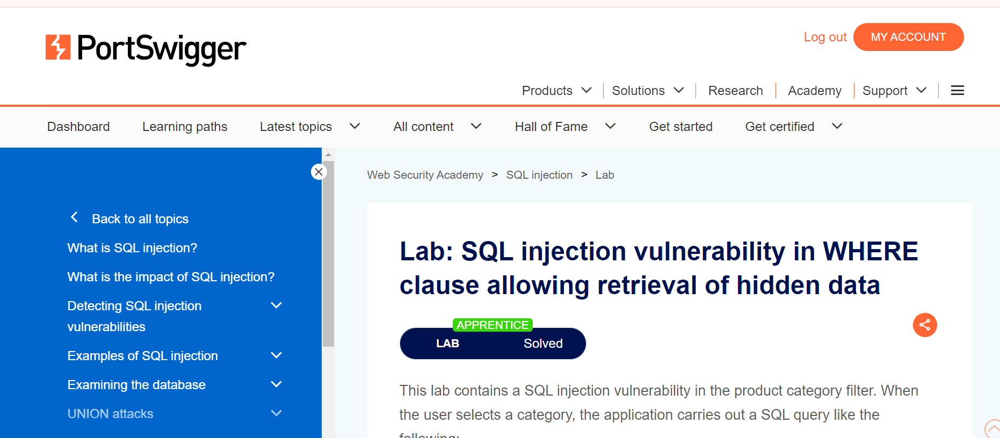 PortSwigger
Log out
MY ACCOUNT
Products
Solutions
Research
Academy
Support
Dashboard
Learning paths
Latest topics
All content
Hall of Fame
Get started
Get certified
Back to all topics
What is SQL injection?
What is the impact of SQL injection?
Detecting SQL injection
vulnerabilities
Examples of SQL injection
Examining the database
UNION attacks
Web Security Academy > SQL injection > Lab
Lab: SQL injection vulnerability in WHERE
clause allowing retrieval of hidden data
APPRENTICE
LAB
Solved
This lab contains a SQL injection vulnerability in the product category filter. When
the user selects a category, the application carries out a SQL query like the
following: